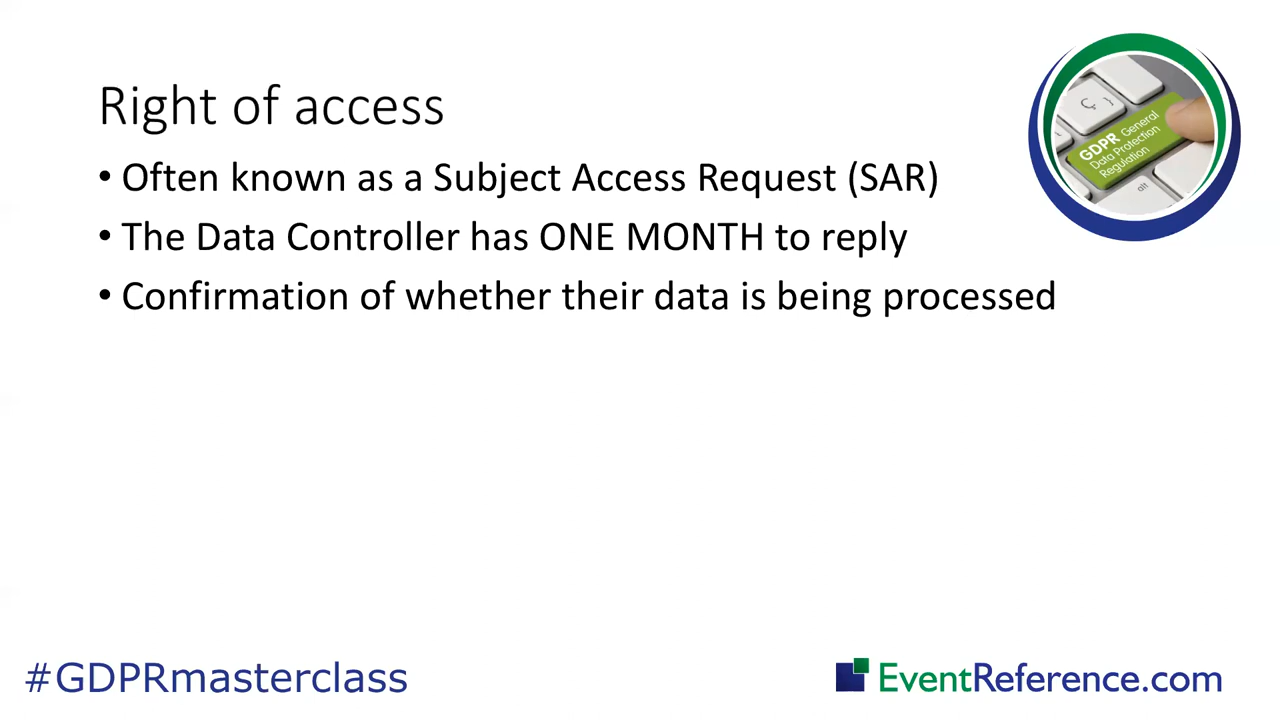 Right of access
• Often known as a Subject Access Request (SAR)
• The Data Controller has ONE MONTH to reply
• Confirmation of whether their data is being processed
GDPR General
Data Protection
Regulation
alt
#GDPRmasterclass
EventReference.com